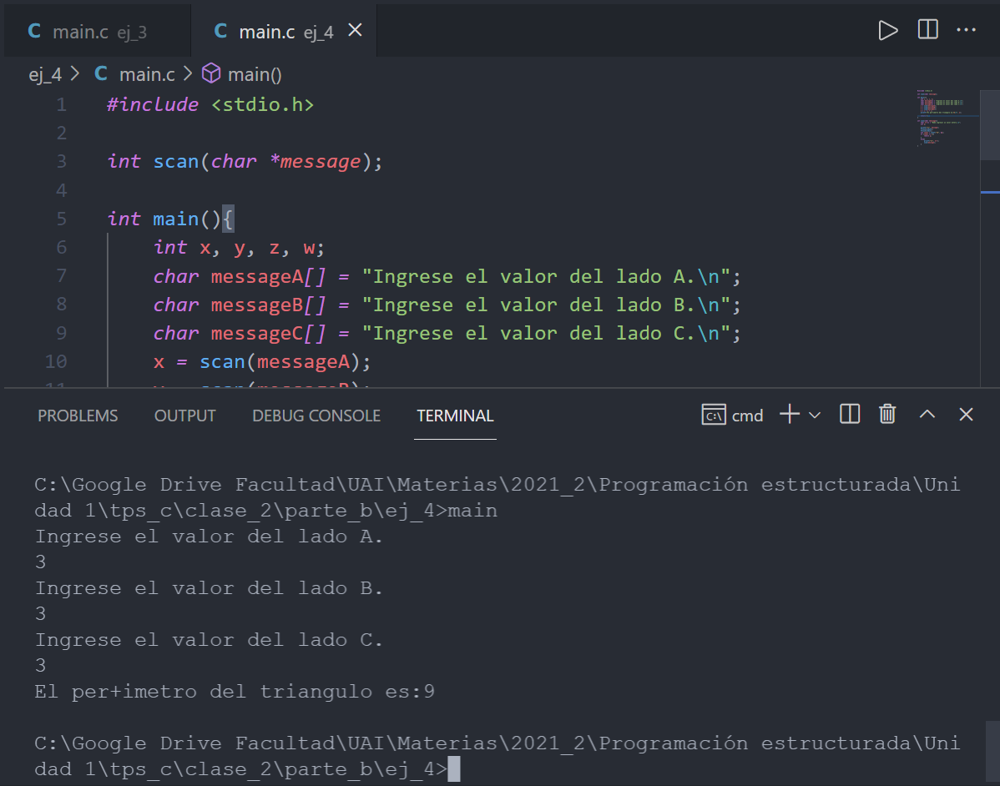 C main.c ej_3 C main.c ej_4
ej_4 > C main.c > main()
1 #include <stdio.h>
2
3 int scan(char *message);
4
5 int main(){
6 int x, y, z, w;
7 char messageA[] = "Ingrese el valor del lado A.\n";
8 char messageB[] = "Ingrese el valor del lado B.\n";
9 char messageC[] = "Ingrese el valor del lado C.\n";
10 x = scan(messageA);
PROBLEMS OUTPUT DEBUG CONSOLE TERMINAL cmd
C:\Google Drive Facultad\UAI\Materias\2021_2\Programación estructurada\Uni
dad 1\tps_c\clase_2\parte_b\ej_4>main
Ingrese el valor del lado A.
3
Ingrese el valor del lado B.
3
Ingrese el valor del lado C.
3
El per+imetro del triangulo es:9
C:\Google Drive Facultad\UAI\Materias\2021_2\Programación estructurada\Uni
dad 1\tps_c\clase_2\parte_b\ej_4>